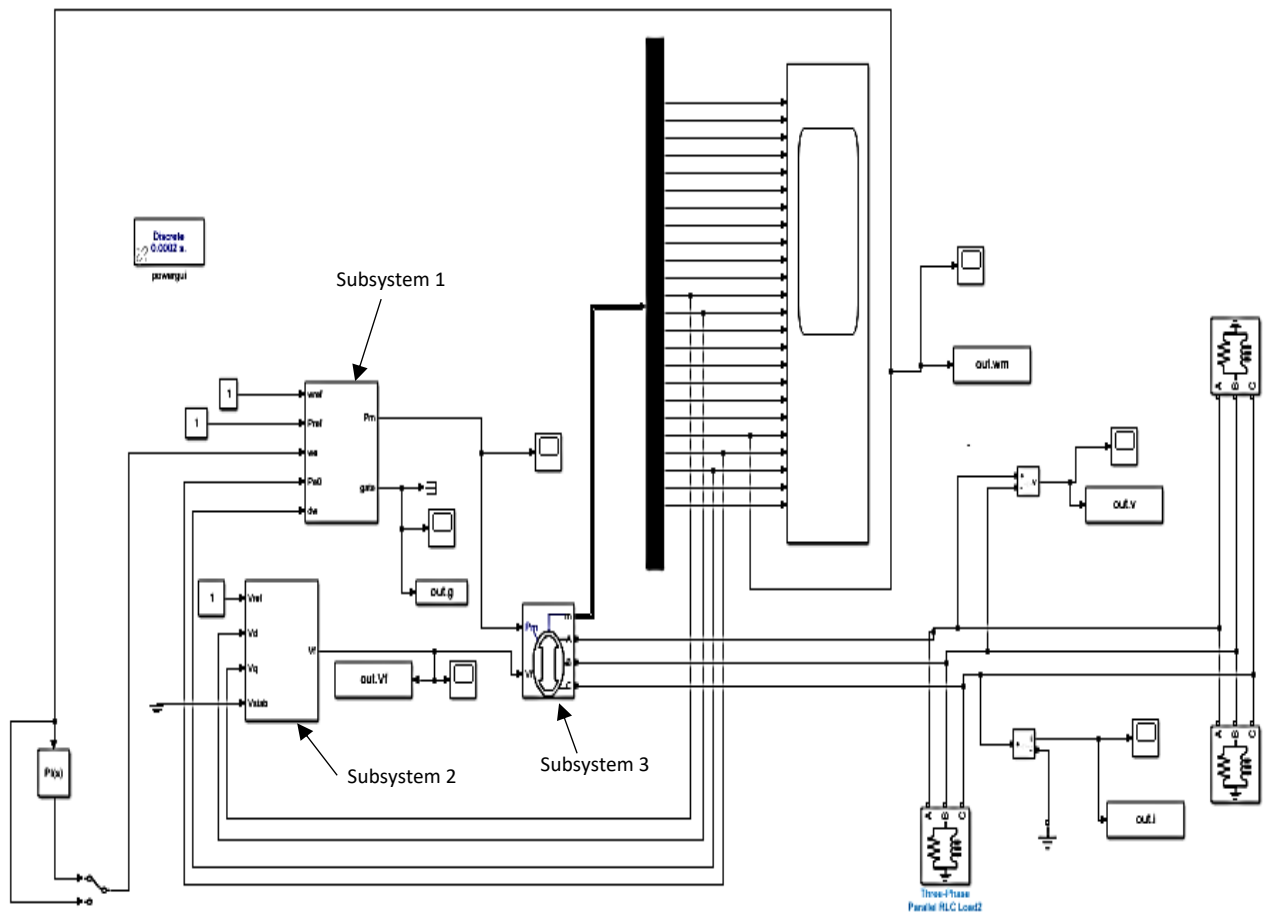 Discrete
0.0002 s.
powergui
Subsystem 1
1
wref
1
Pref
we
Pe0
dw
Pm
gate
out.g
out.wm
out.v
1
Vref
Vd
Vq
Vstab
Vf
out.Vf
Subsystem 2
Pm
Vf
m
A
B
C
Subsystem 3
PI(s)
A B C
A B C
A B C
Three-Phase
Parallel RLC Load2
+
-
v
+
i
-
out.i